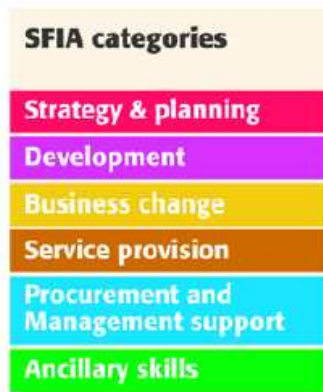 SFIA categories
Strategy & planning
Development
Business change
Service provision
Procurement and
Management support
Ancillary skills